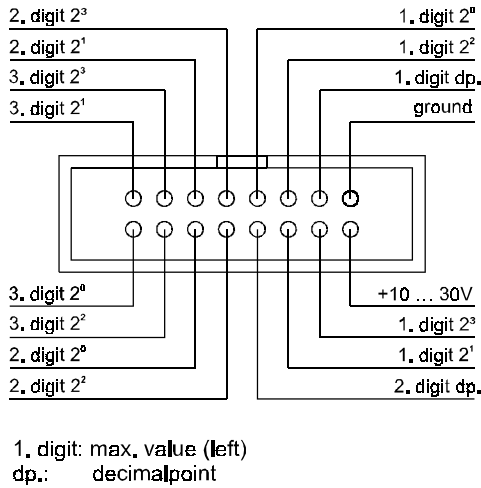 2. digit 2³ 1. digit 2⁰
2. digit 2¹ 1. digit 2²
3. digit 2³ 1. digit dp.
3. digit 2¹ ground
3. digit 2⁰ +10 ... 30V
3. digit 2² 1. digit 2³
2. digit 2⁰ 1. digit 2¹
2. digit 2² 2. digit dp.
1. digit: max. value (left)
dp.: decimalpoint